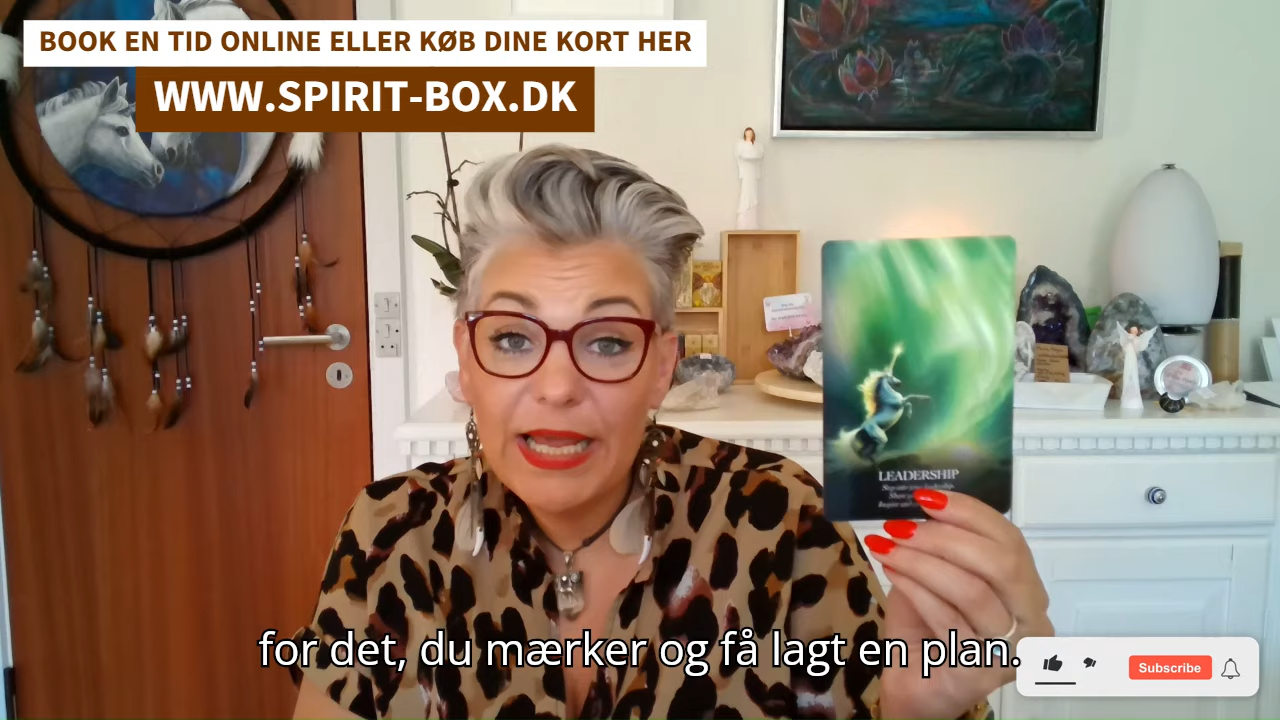 BOOK EN TID ONLINE ELLER KØB DINE KORT HER
WWW.SPIRIT-BOX.DK
LEADERSHIP
for det, du mærker og få lagt en plan.
Subscribe